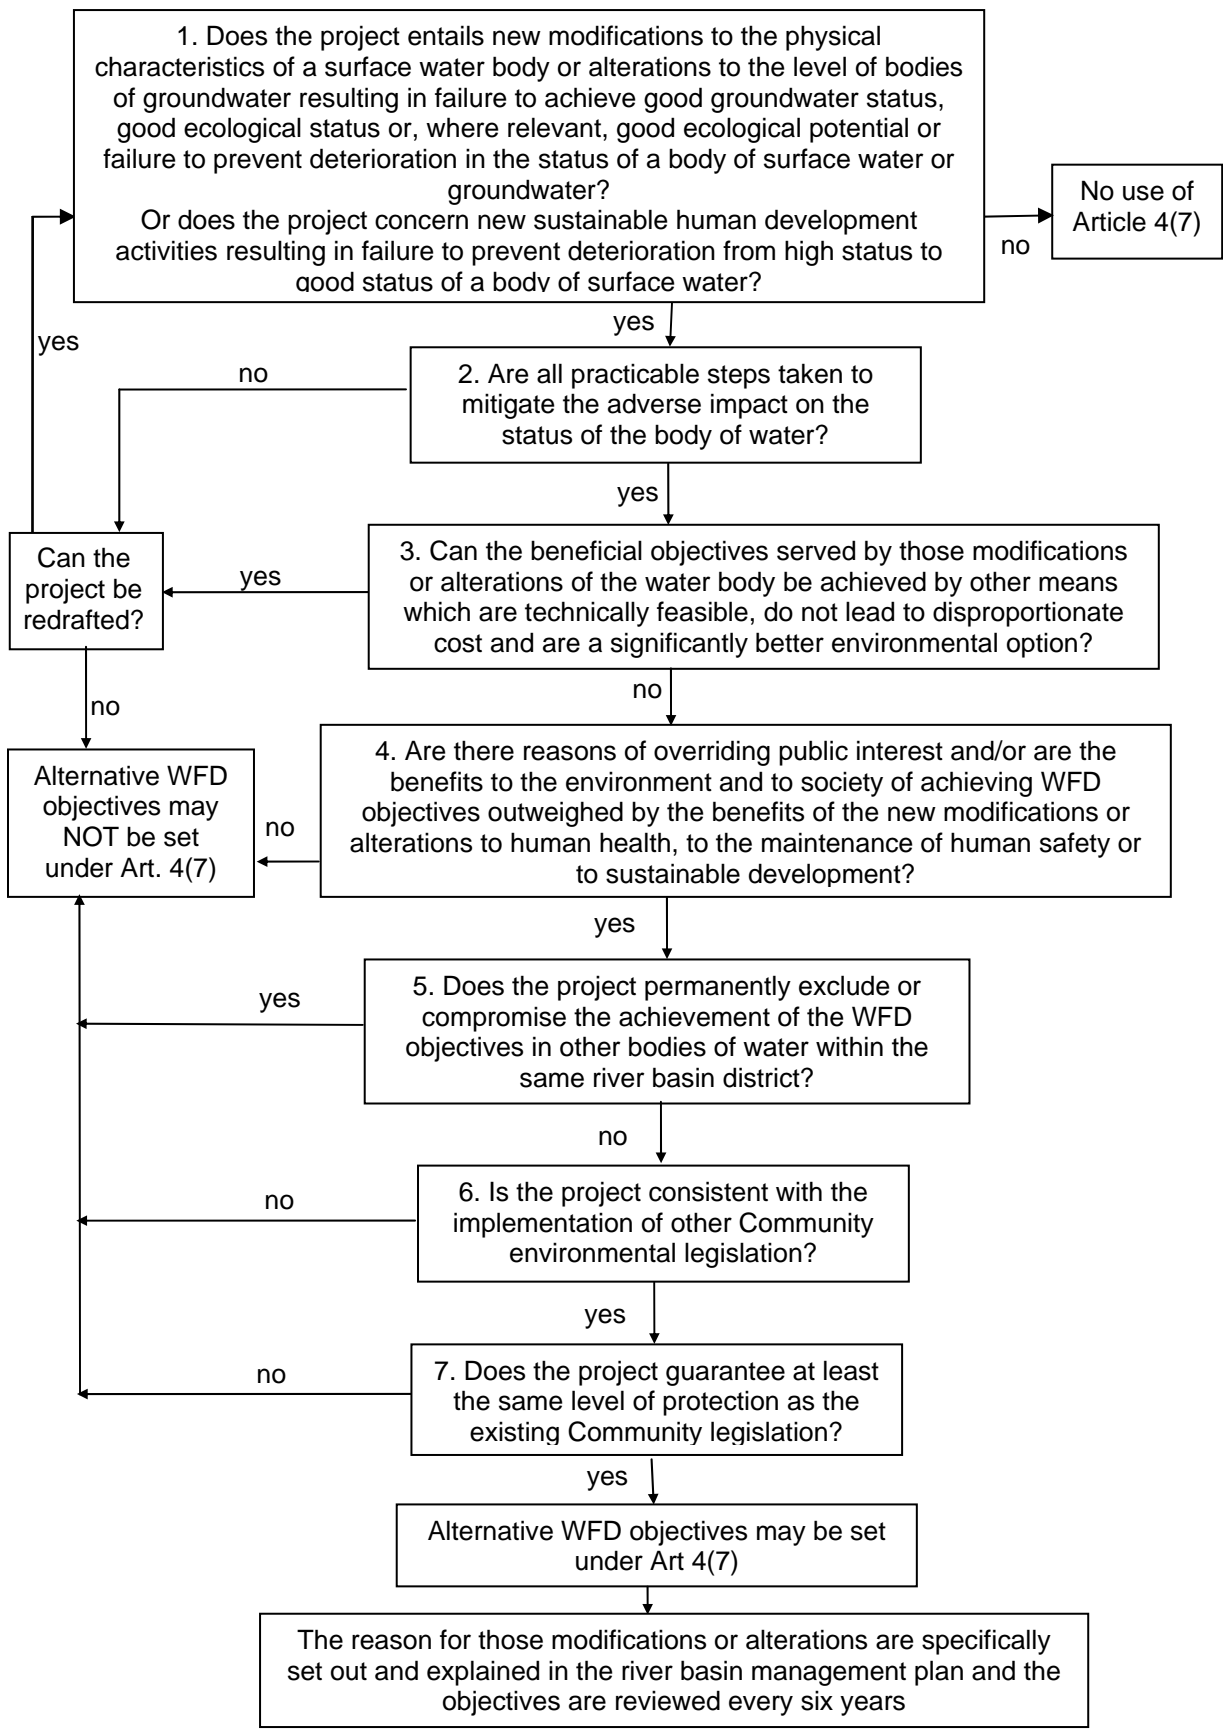 1. Does the project entails new modifications to the physical
characteristics of a surface water body or alterations to the level of bodies
of groundwater resulting in failure to achieve good groundwater status,
good ecological status or, where relevant, good ecological potential or
failure to prevent deterioration in the status of a body of surface water or
groundwater?
Or does the project concern new sustainable human development
activities resulting in failure to prevent deterioration from high status to
good status of a body of surface water?
no
No use of
Article 4(7)
yes
yes
2. Are all practicable steps taken to
mitigate the adverse impact on the
status of the body of water?
no
yes
Can the
project be
redrafted?
yes
3. Can the beneficial objectives served by those modifications
or alterations of the water body be achieved by other means
which are technically feasible, do not lead to disproportionate
cost and are a significantly better environmental option?
no
no
Alternative WFD
objectives may
NOT be set
under Art. 4(7)
no
4. Are there reasons of overriding public interest and/or are the
benefits to the environment and to society of achieving WFD
objectives outweighed by the benefits of the new modifications or
alterations to human health, to the maintenance of human safety or
to sustainable development?
yes
yes
5. Does the project permanently exclude or
compromise the achievement of the WFD
objectives in other bodies of water within the
same river basin district?
no
no
6. Is the project consistent with the
implementation of other Community
environmental legislation?
yes
no
7. Does the project guarantee at least
the same level of protection as the
existing Community legislation?
yes
Alternative WFD objectives may be set
under Art 4(7)
The reason for those modifications or alterations are specifically
set out and explained in the river basin management plan and the
objectives are reviewed every six years